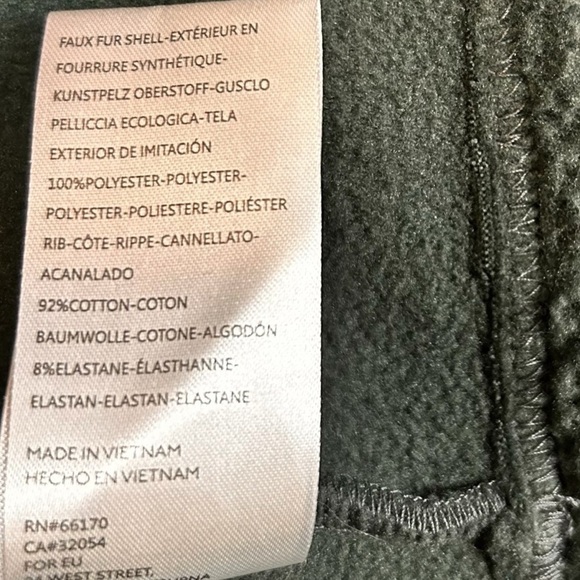 FAUX FUR SHELL-EXTÉRIEUR EN
FOURRURE SYNTHÉTIQUE-
KUNSTPELZ OBERSTOFF-GUSCLO
PELLICCIA ECOLOGICA-TELA
EXTERIOR DE IMITACIÓN
100%POLYESTER-POLYESTER-
POLYESTER-POLIESTERE-POLIÉSTER
RIB-CÔTE-RIPPE-CANNELLATO-
ACANALADO
92%COTTON-COTON
BAUMWOLLE-COTONE-ALGODÓN
8%ELASTANE-ÉLASTHANNE-
ELASTAN-ELASTAN-ELASTANE
MADE IN VIETNAM
HECHO EN VIETNAM
RN#66170
CA#32054
FOR EU
WEST STREET,